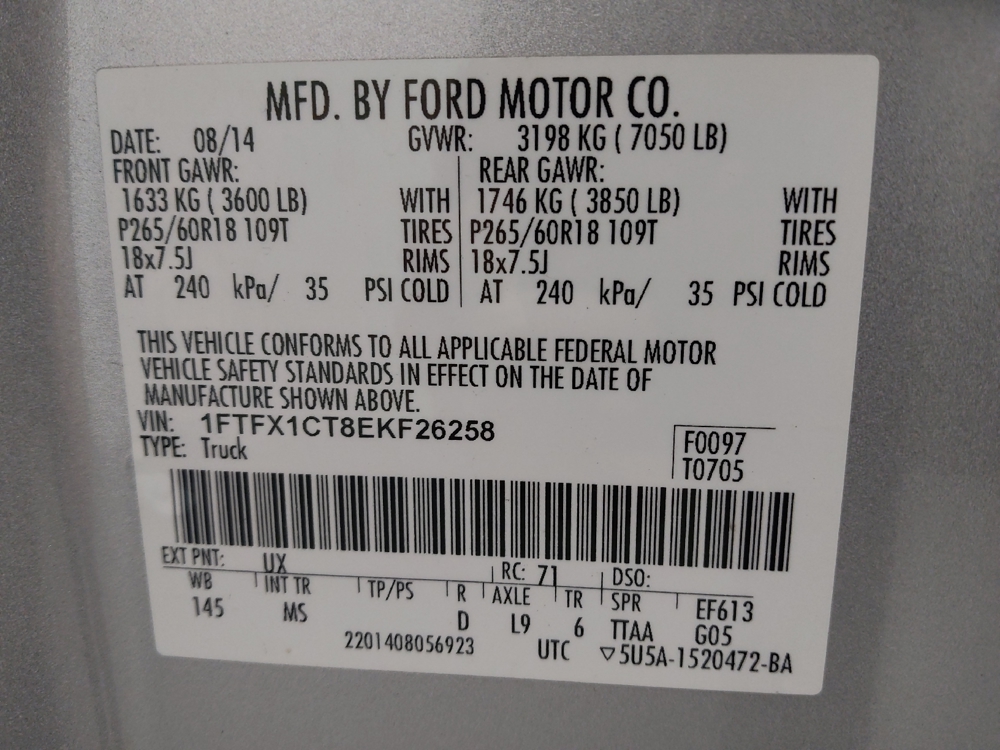 MFD. BY FORD MOTOR CO.
DATE: 08/14 GVWR: 3198 KG ( 7050 LB)
FRONT GAWR: REAR GAWR:
1633 KG ( 3600 LB) WITH 1746 KG ( 3850 LB) WITH
P265/60R18 109T TIRES P265/60R18 109T TIRES
18x7.5J RIMS 18x7.5J RIMS
AT 240 kPa/ 35 PSI COLD AT 240 kPa/ 35 PSI COLD
THIS VEHICLE CONFORMS TO ALL APPLICABLE FEDERAL MOTOR
VEHICLE SAFETY STANDARDS IN EFFECT ON THE DATE OF
MANUFACTURE SHOWN ABOVE.
VIN: 1FTFX1CT8EKF26258
TYPE: Truck
F0097
T0705
EXT PNT: UX RC: 71 DSO:
WB INT TR TP/PS R AXLE TR SPR EF613
145 MS D L9 6 TTAA G05
2201408056923 UTC ▽5U5A-1520472-BA